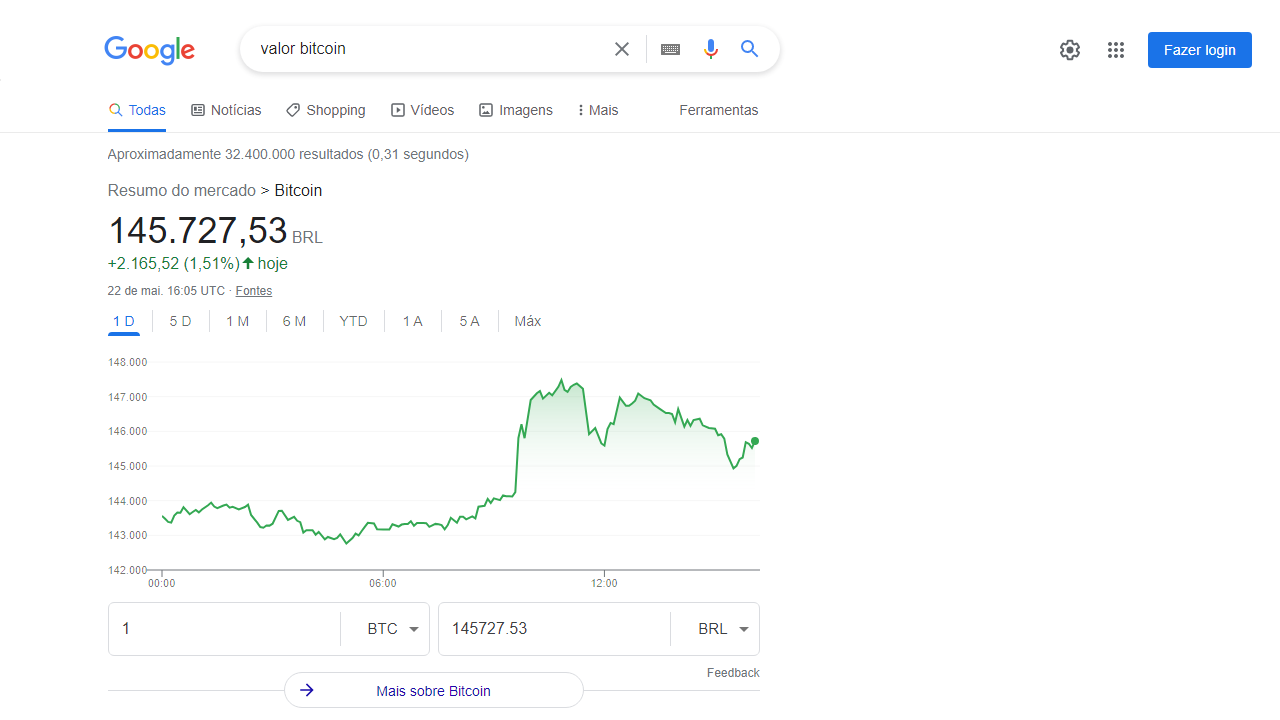 Google
valor bitcoin
Fazer login
Todas Notícias Shopping Vídeos Imagens Mais Ferramentas
Aproximadamente 32.400.000 resultados (0,31 segundos)
Resumo do mercado > Bitcoin
145.727,53 BRL
+2.165,52 (1,51%) hoje
22 de mai. 16:05 UTC · Fontes
1 D 5 D 1 M 6 M YTD 1 A 5 A Máx
148.000
147.000
146.000
145.000
144.000
143.000
142.000
00:00 06:00 12:00
1 BTC 145727.53 BRL
Feedback
Mais sobre Bitcoin